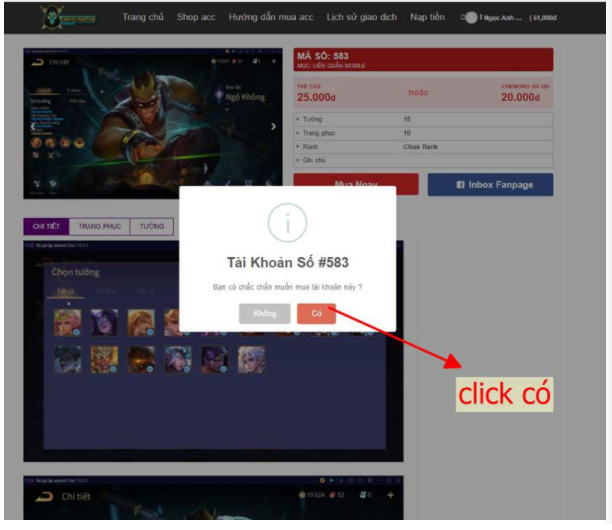 Trang chủ Shop acc Hướng dẫn mua acc Lịch sử giao dịch Nạp tiền Ngọc Anh ... | 51,000đ
MÃ SỐ: 583
MỤC: LIÊN QUÂN MOBILE
THẺ CÀO
25.000đ
hoặc
20.000đ
Tướng 15
Trang phục 10
Rank Chưa Rank
Ghi chú
Mua Ngay
Inbox Fanpage
Chi tiết
Ngộ Không
CHI TIẾT TRANG PHỤC TƯỚNG
Tài Khoản Số #583
Bạn có chắc chắn muốn mua tài khoản này ?
Không Có
Chọn tướng
Tất cả
click có
Chi tiết